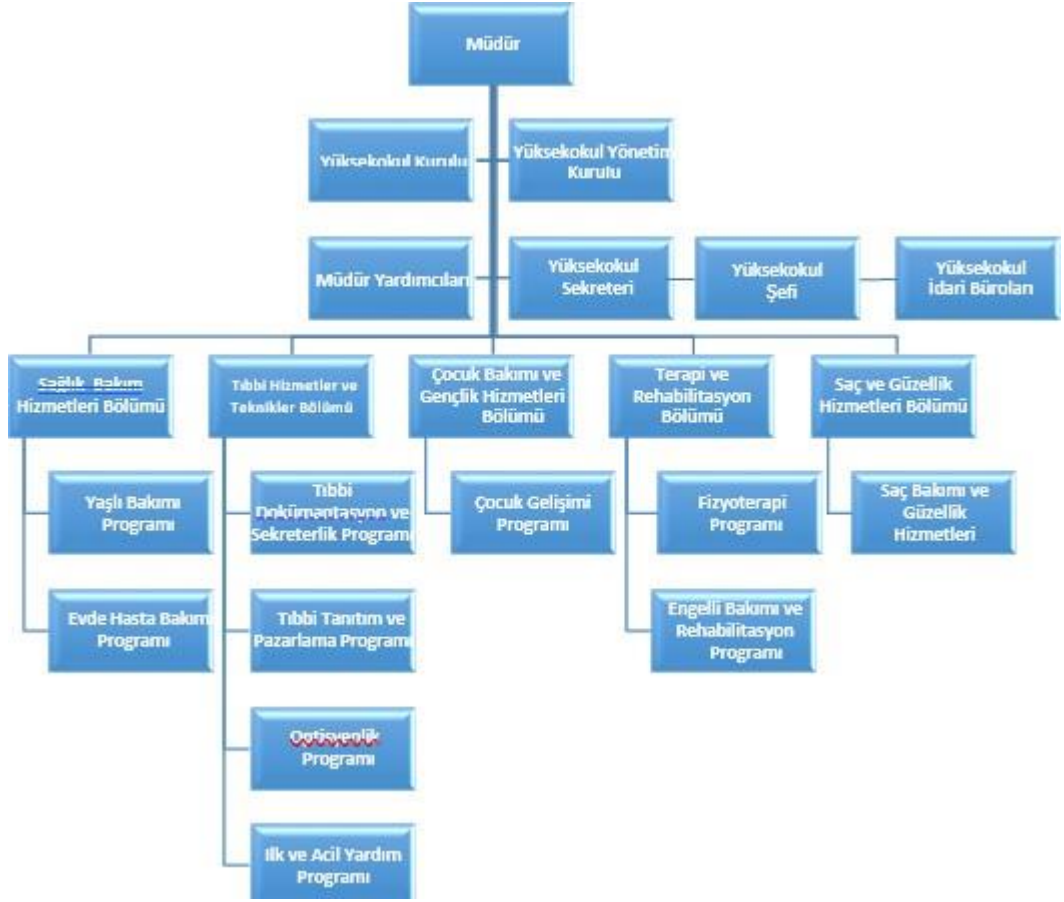 Müdür
Yüksekokul Kurulu
Yüksekokul Yönetim
Kurulu
Müdür Yardımcıları
Yüksekokul
Sekreteri
Yüksekokul
Şefi
Yüksekokul
İdari Büroları
Sağlık Bakım
Hizmetleri Bölümü
Tıbbi Hizmetler ve
Teknikler Bölümü
Çocuk Bakımı ve
Gençlik Hizmetleri
Bölümü
Terapi ve
Rehabilitasyon
Bölümü
Saç ve Güzellik
Hizmetleri Bölümü
Yaşlı Bakımı
Programı
Tıbbi
Dokümantasyon ve
Sekreterlik Programı
Çocuk Gelişimi
Programı
Fizyoterapi
Programı
Saç Bakımı ve
Güzellik
Hizmetleri
Evde Hasta Bakımı
Programı
Tıbbi Tanıtım ve
Pazarlama Programı
Engelli Bakımı ve
Rehabilitasyon
Programı
Optisyenlik
Programı
İlk ve Acil Yardım
Programı